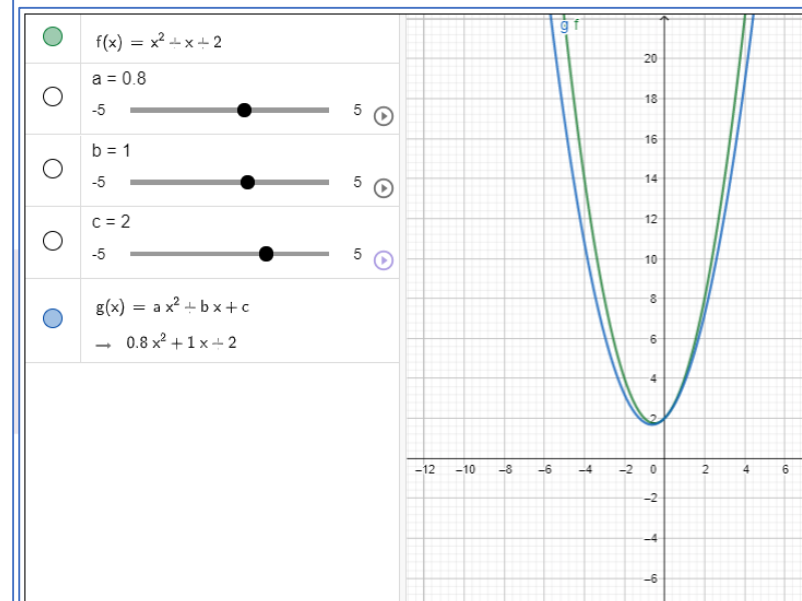 f(x) = x² + x + 2
a = 0.8
-5 5
b = 1
-5 5
c = 2
-5 5
g(x) = a x² + b x + c
→ 0.8 x² + 1 x + 2
g f
20
18
16
14
12
10
8
6
4
2
−12 −10 −8 −6 −4 −2 0 2 4 6
−2
−4
−6